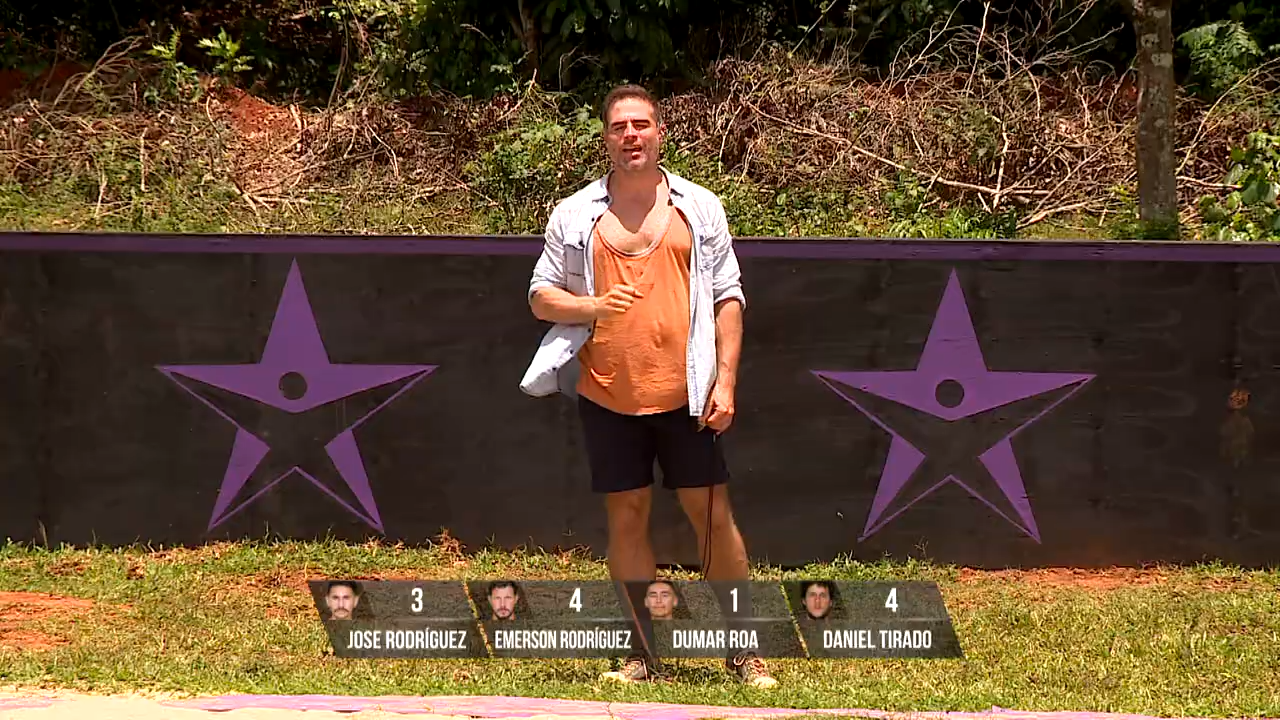 3
JOSE RODRÍGUEZ
4
EMERSON RODRÍGUEZ
1
DUMAR ROA
4
DANIEL TIRADO